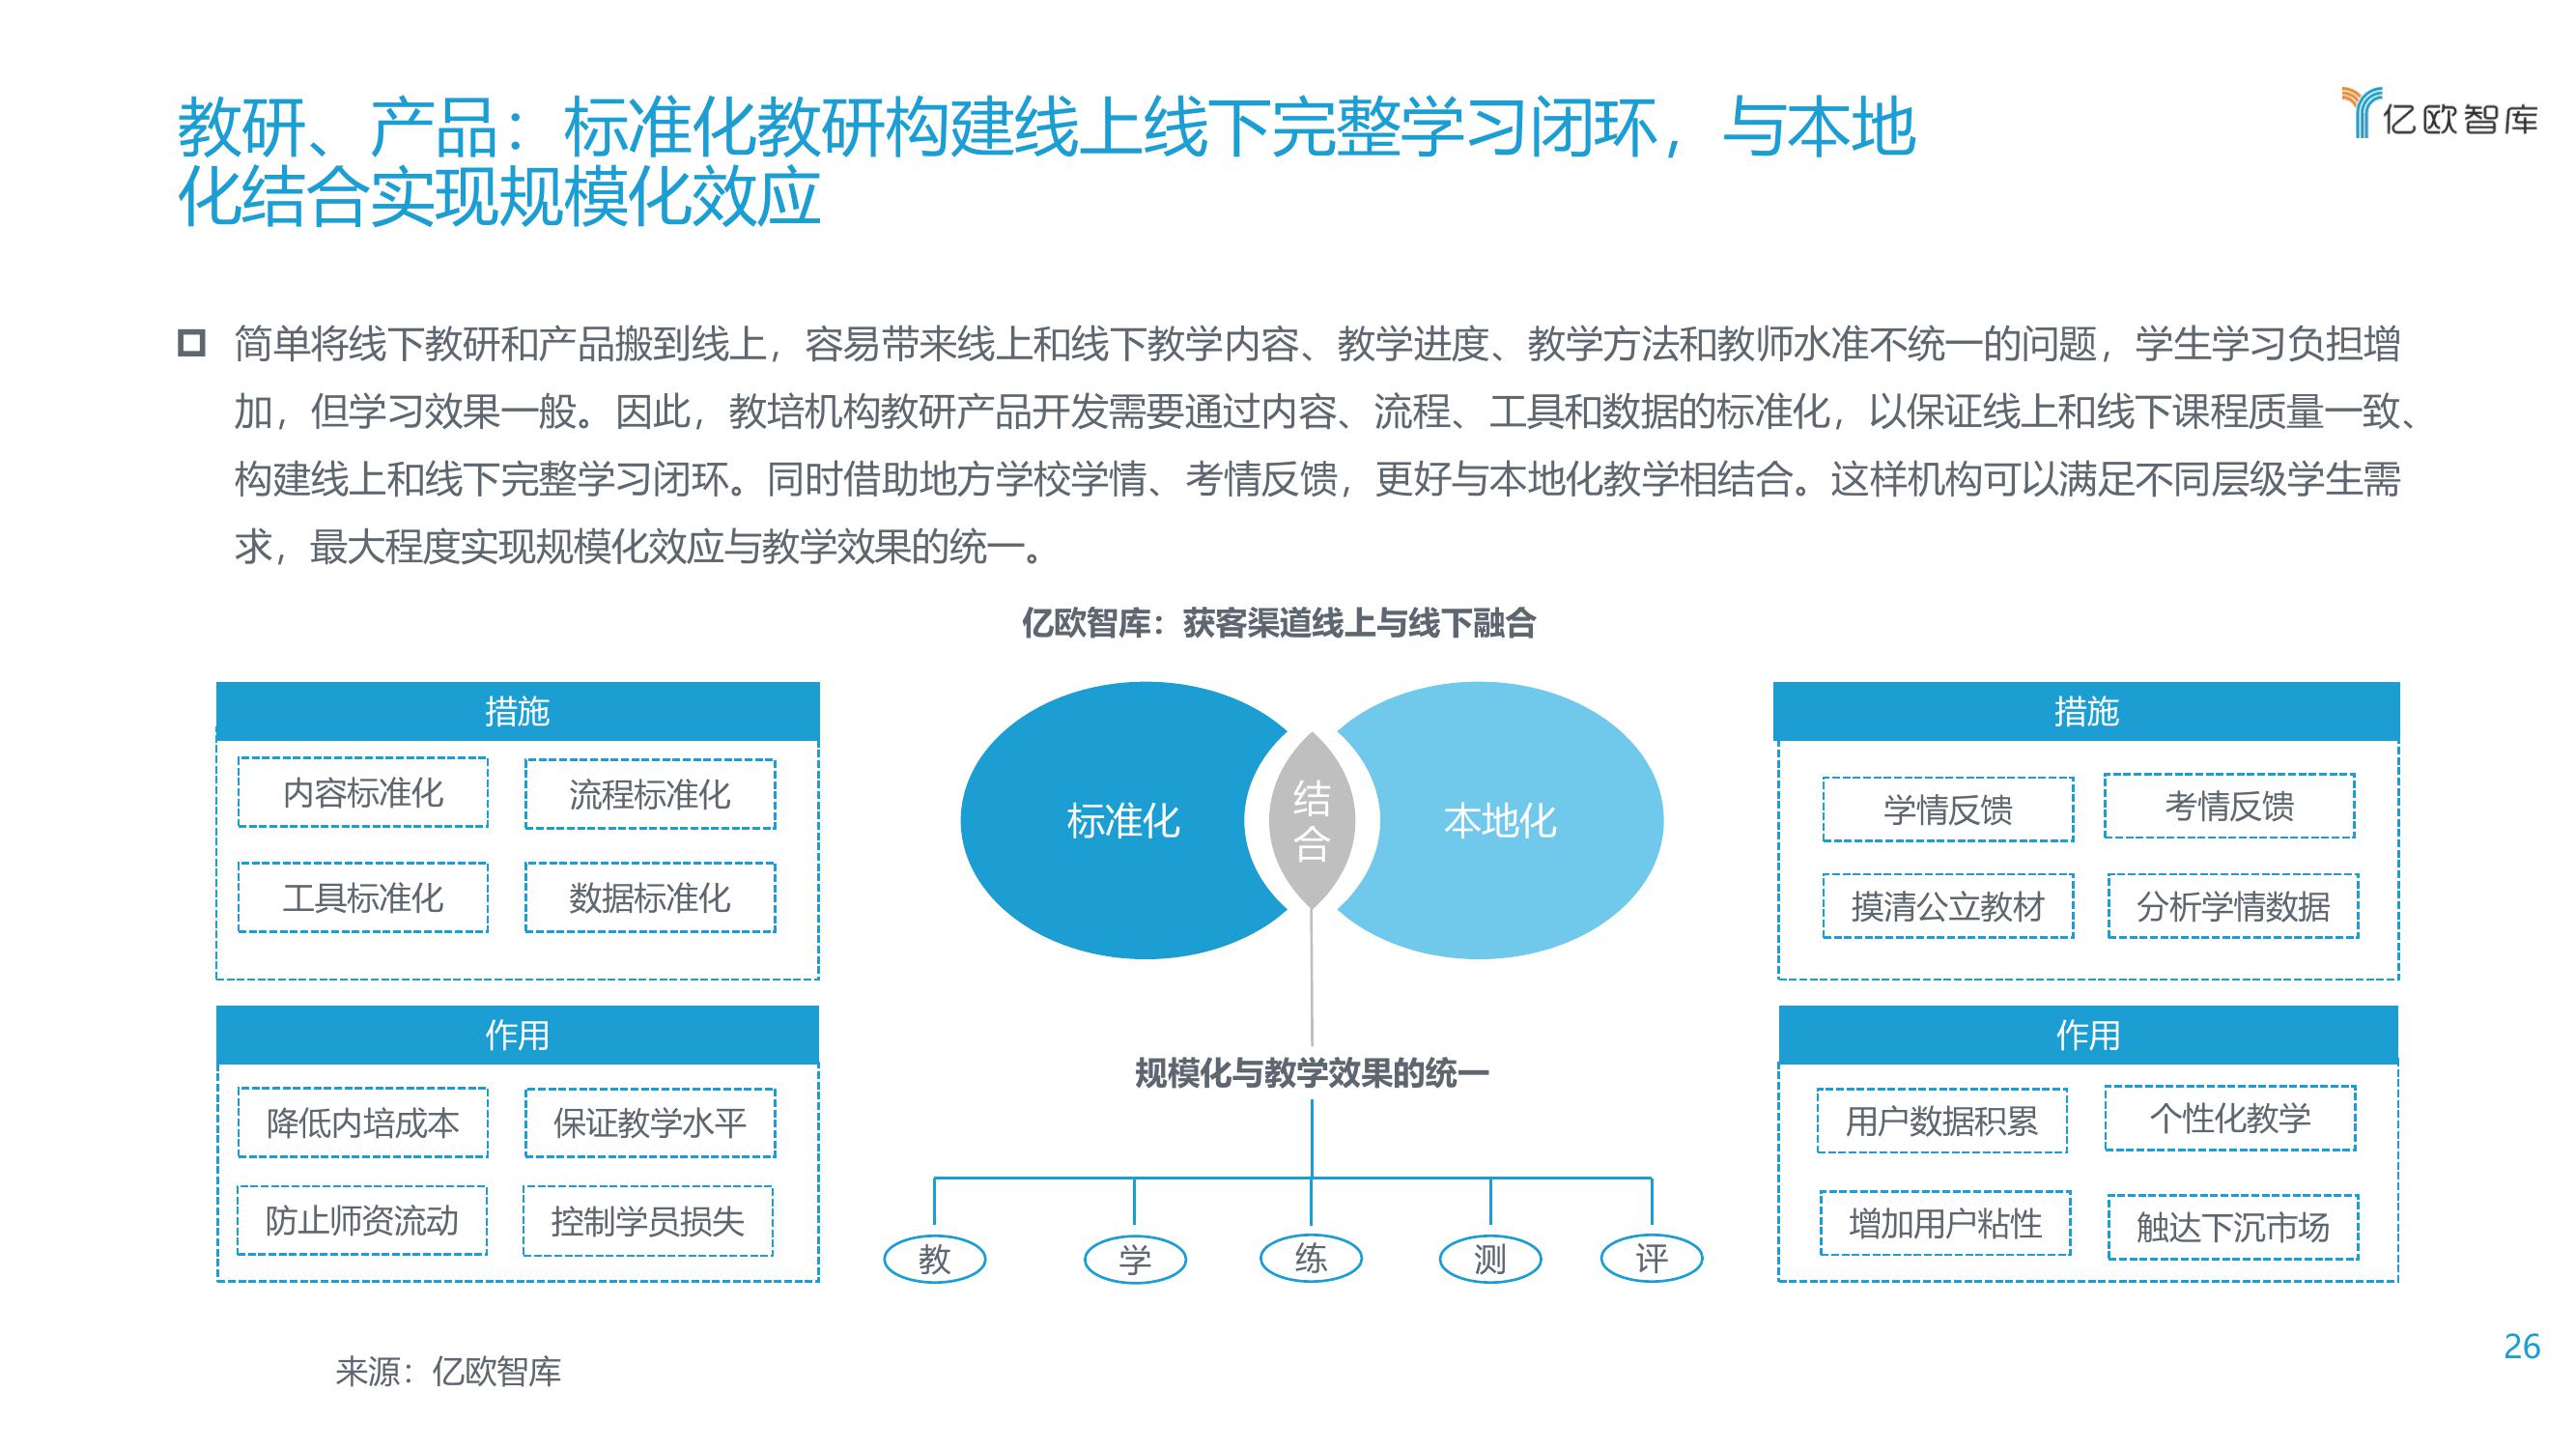 教研、产品：标准化教研构建线上线下完整学习闭环，与本地
化结合实现规模化效应
亿欧智库
简单将线下教研和产品搬到线上，容易带来线上和线下教学内容、教学进度、教学方法和教师水准不统一的问题，学生学习负担增
加，但学习效果一般。因此，教培机构教研产品开发需要通过内容、流程、工具和数据的标准化，以保证线上和线下课程质量一致、
构建线上和线下完整学习闭环。同时借助地方学校学情、考情反馈，更好与本地化教学相结合。这样机构可以满足不同层级学生需
求，最大程度实现规模化效应与教学效果的统一。
亿欧智库：获客渠道线上与线下融合
措施
内容标准化
流程标准化
工具标准化
数据标准化
作用
降低内培成本
保证教学水平
防止师资流动
控制学员损失
标准化
结
合
本地化
规模化与教学效果的统一
教
学
练
测
评
措施
学情反馈
考情反馈
摸清公立教材
分析学情数据
作用
用户数据积累
个性化教学
增加用户粘性
触达下沉市场
来源：亿欧智库
26